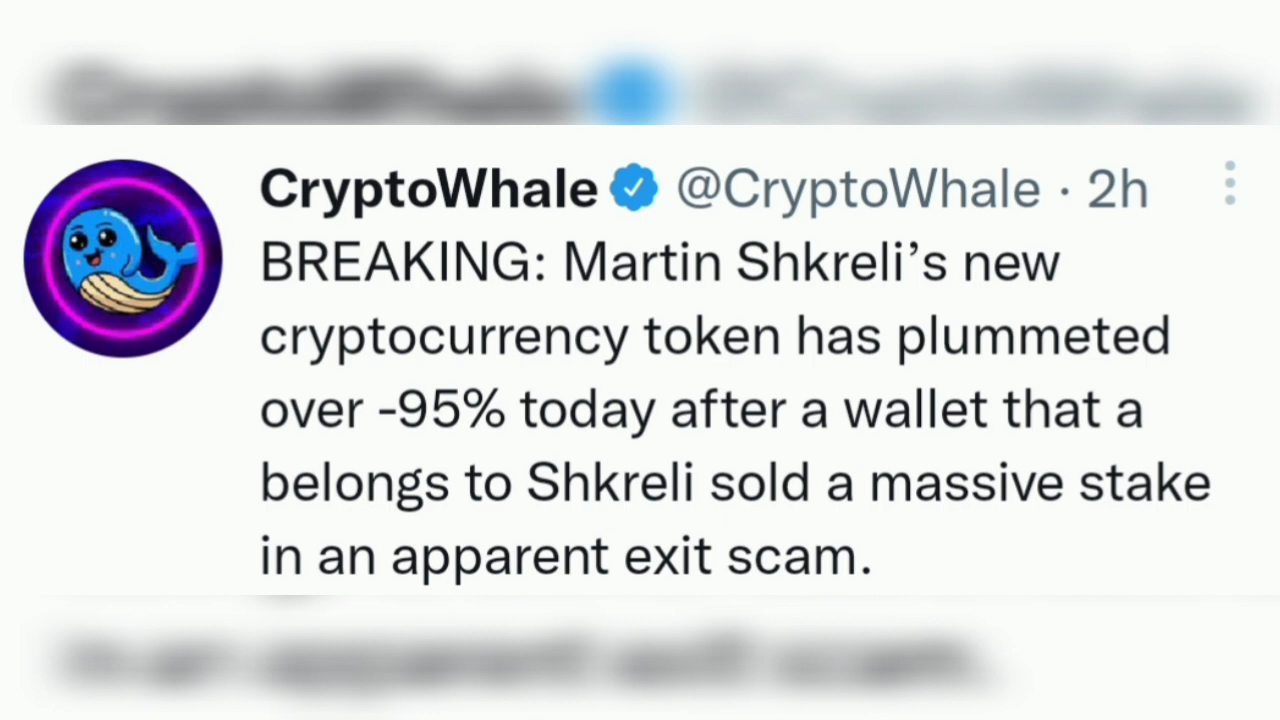 CryptoWhale @CryptoWhale · 2h
BREAKING: Martin Shkreli’s new
cryptocurrency token has plummeted
over -95% today after a wallet that a
belongs to Shkreli sold a massive stake
in an apparent exit scam.